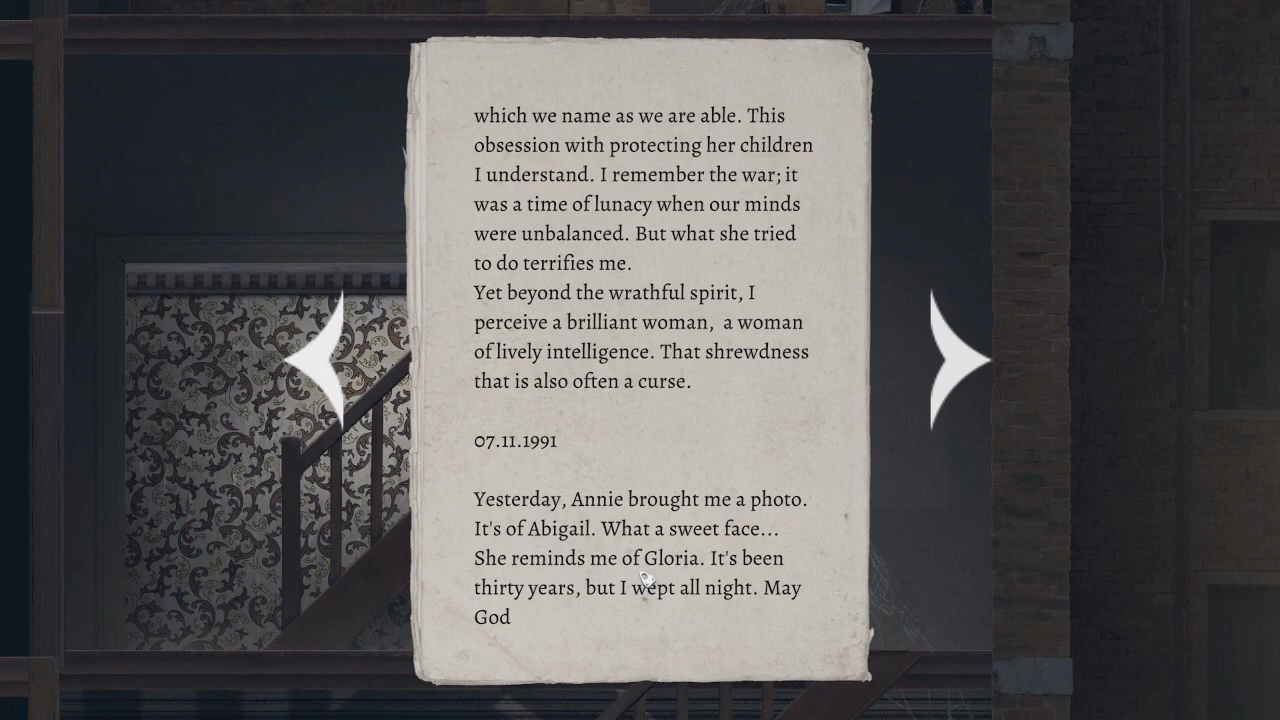 which we name as we are able. This
obsession with protecting her children
I understand. I remember the war; it
was a time of lunacy when our minds
were unbalanced. But what she tried
to do terrifies me.
Yet beyond the wrathful spirit, I
perceive a brilliant woman,  a woman
of lively intelligence. That shrewdness
that is also often a curse.
07.11.1991
Yesterday, Annie brought me a photo.
It's of Abigail. What a sweet face...
She reminds me of Gloria. It's been
thirty years, but I wept all night. May
God